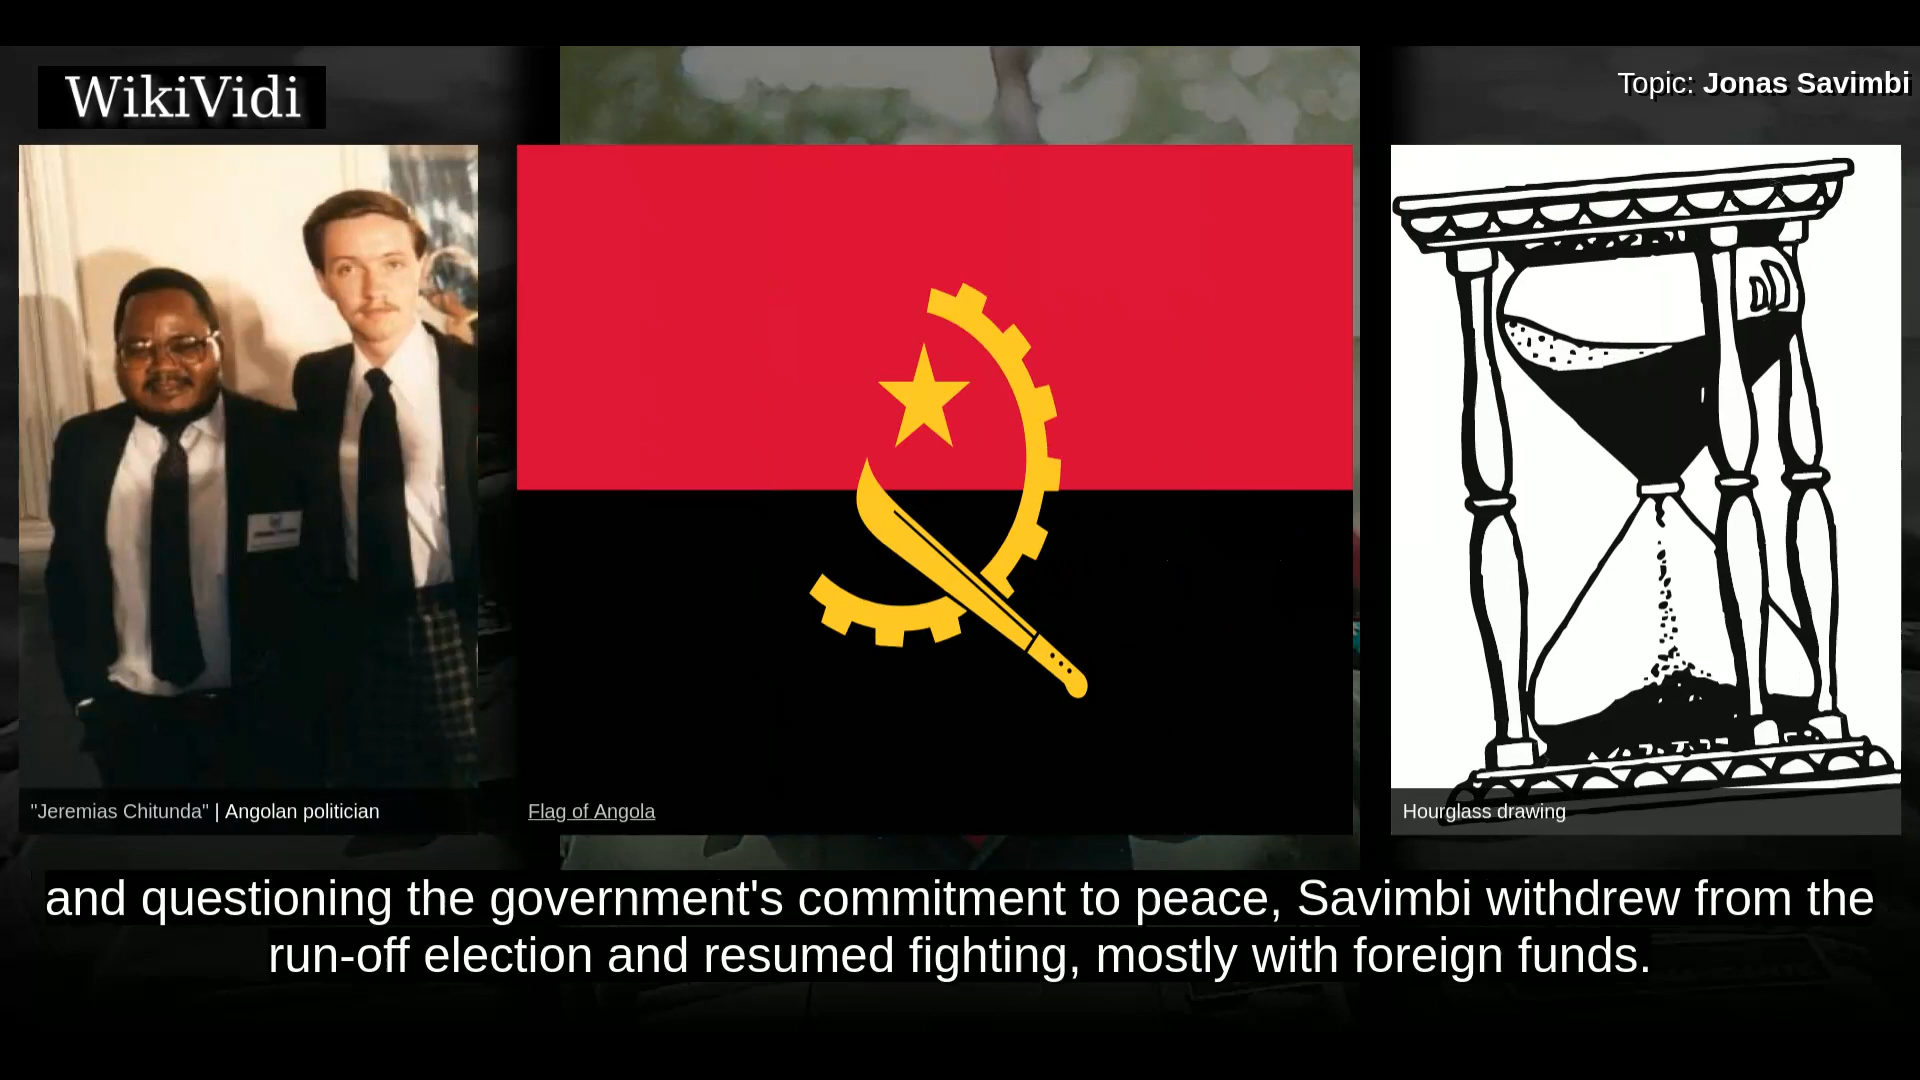 WikiVidi
Topic: Jonas Savimbi
"Jeremias Chitunda" | Angolan politician
Flag of Angola
Hourglass drawing
and questioning the government's commitment to peace, Savimbi withdrew from the
run-off election and resumed fighting, mostly with foreign funds.